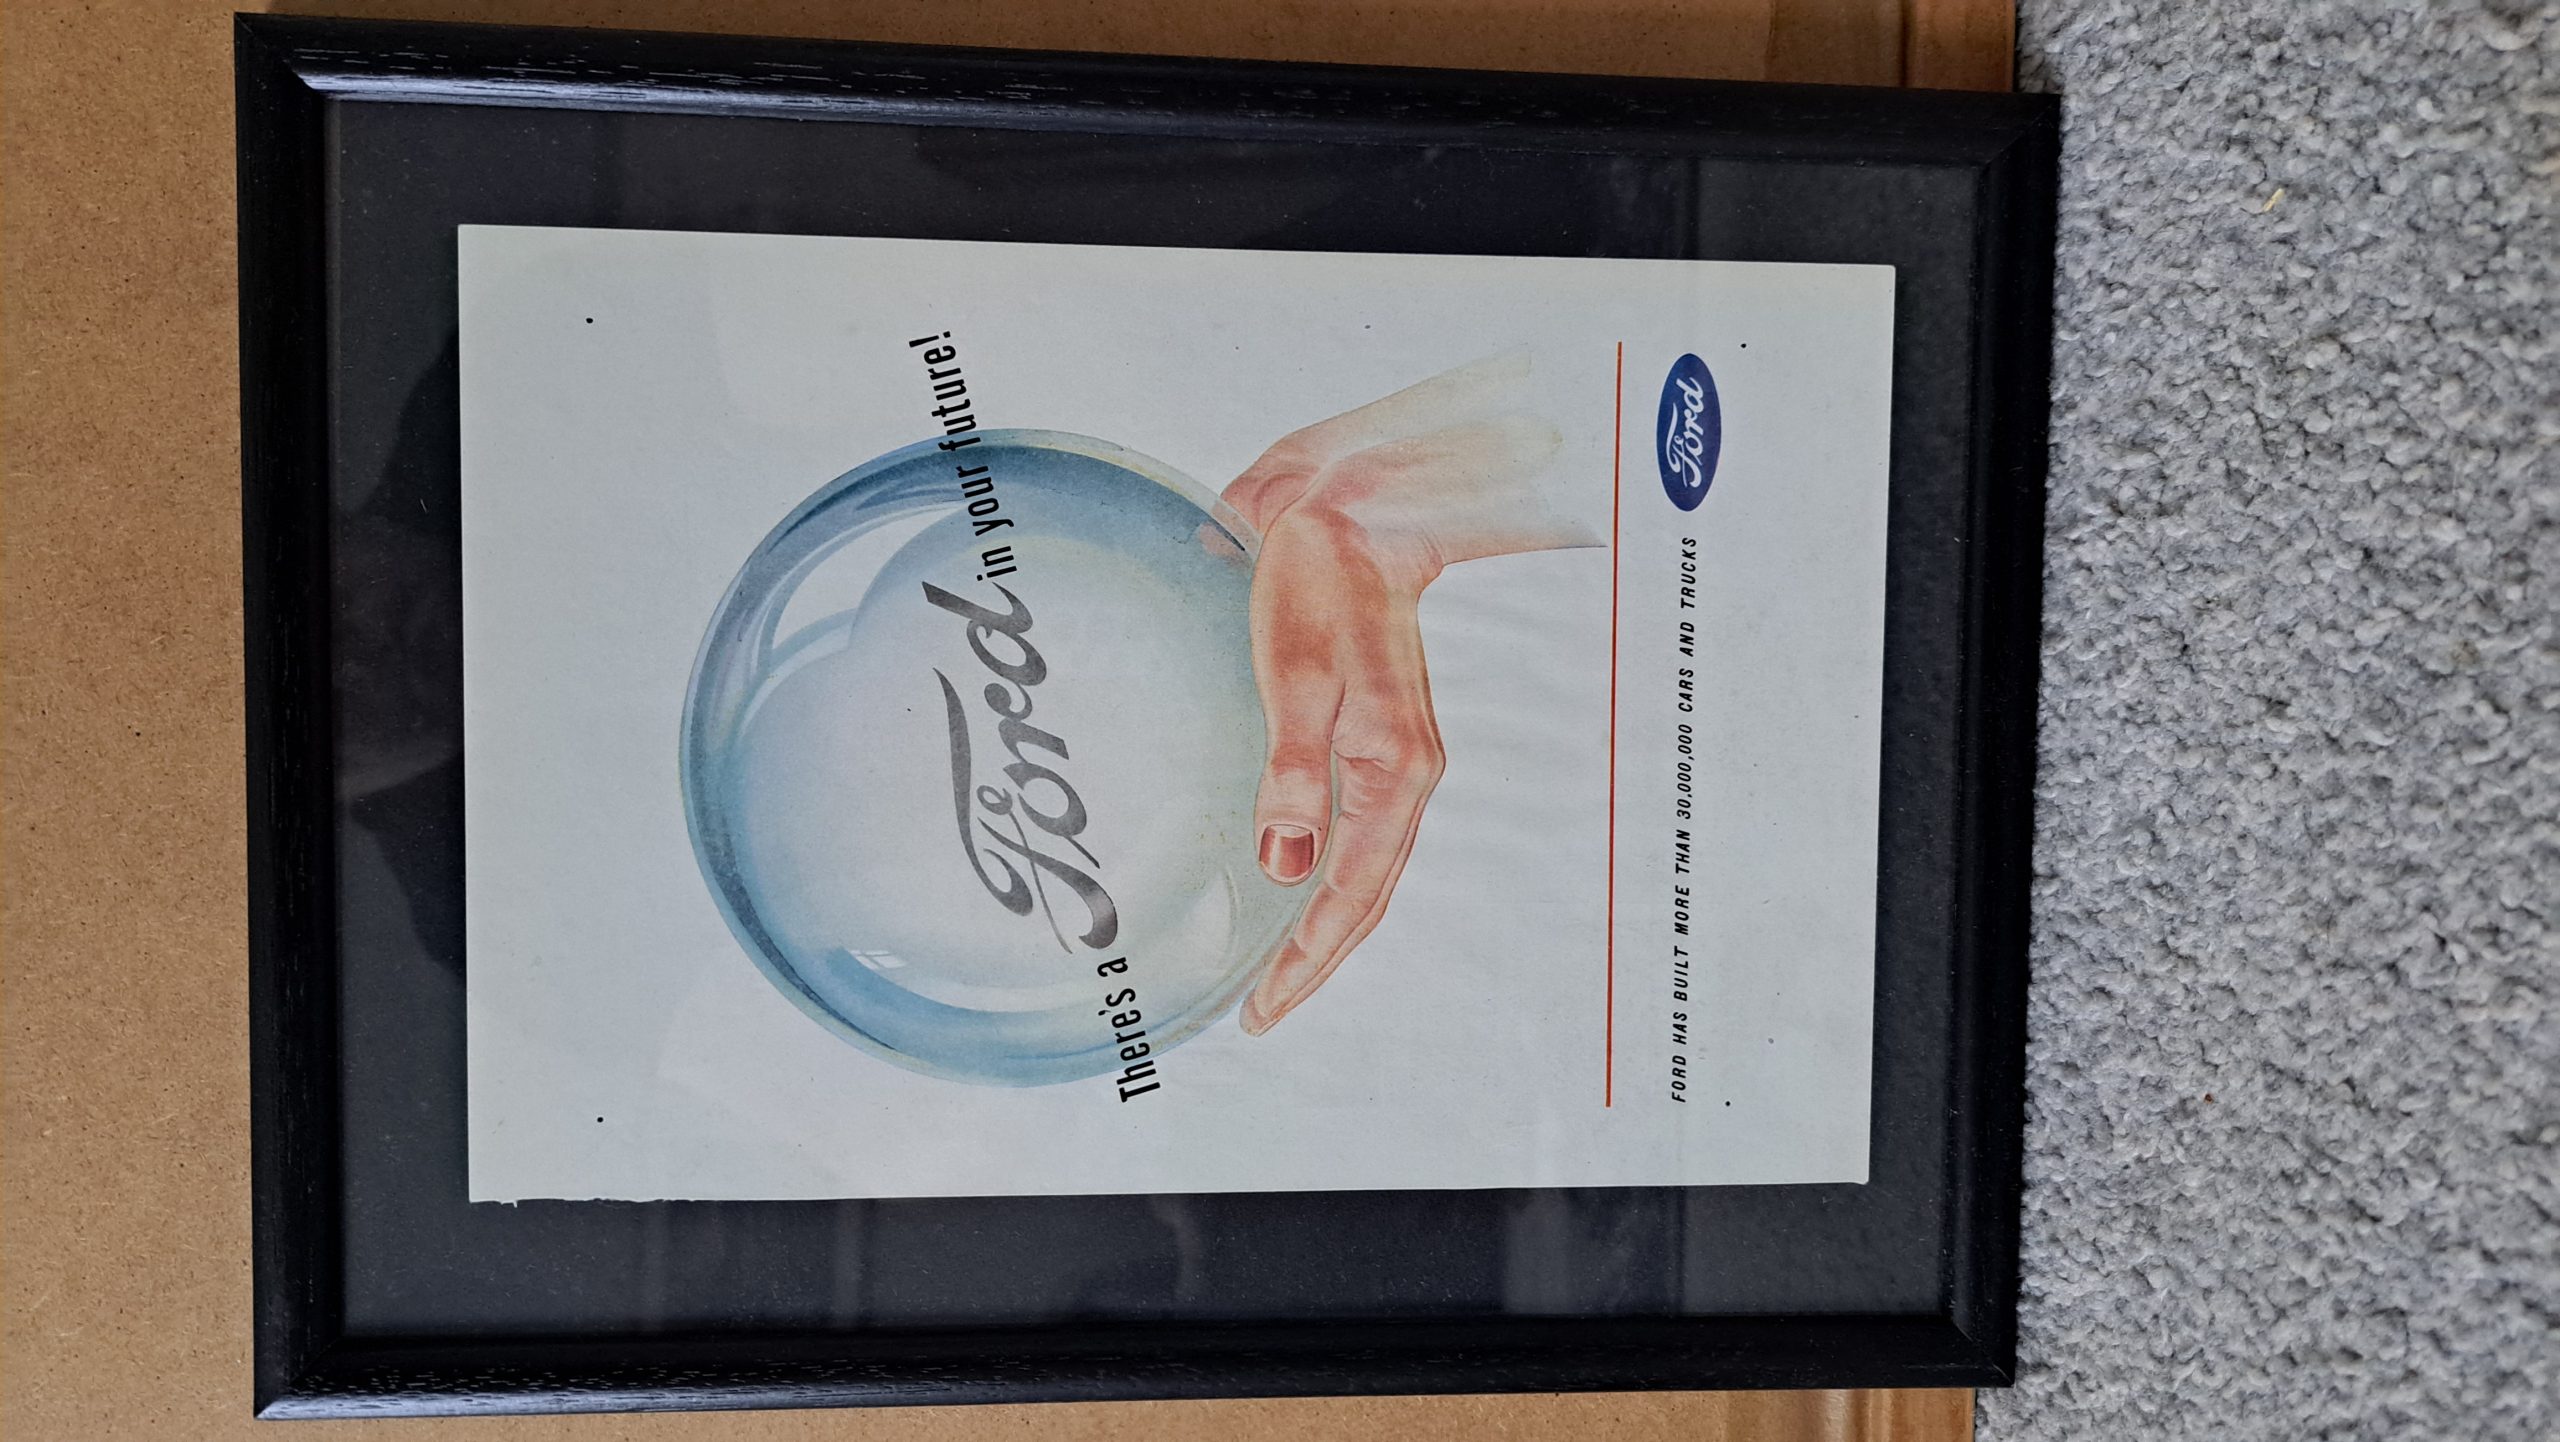 There's a Ford in your future!
FORD HAS BUILT MORE THAN 30,000,000 CARS AND TRUCKS
Ford